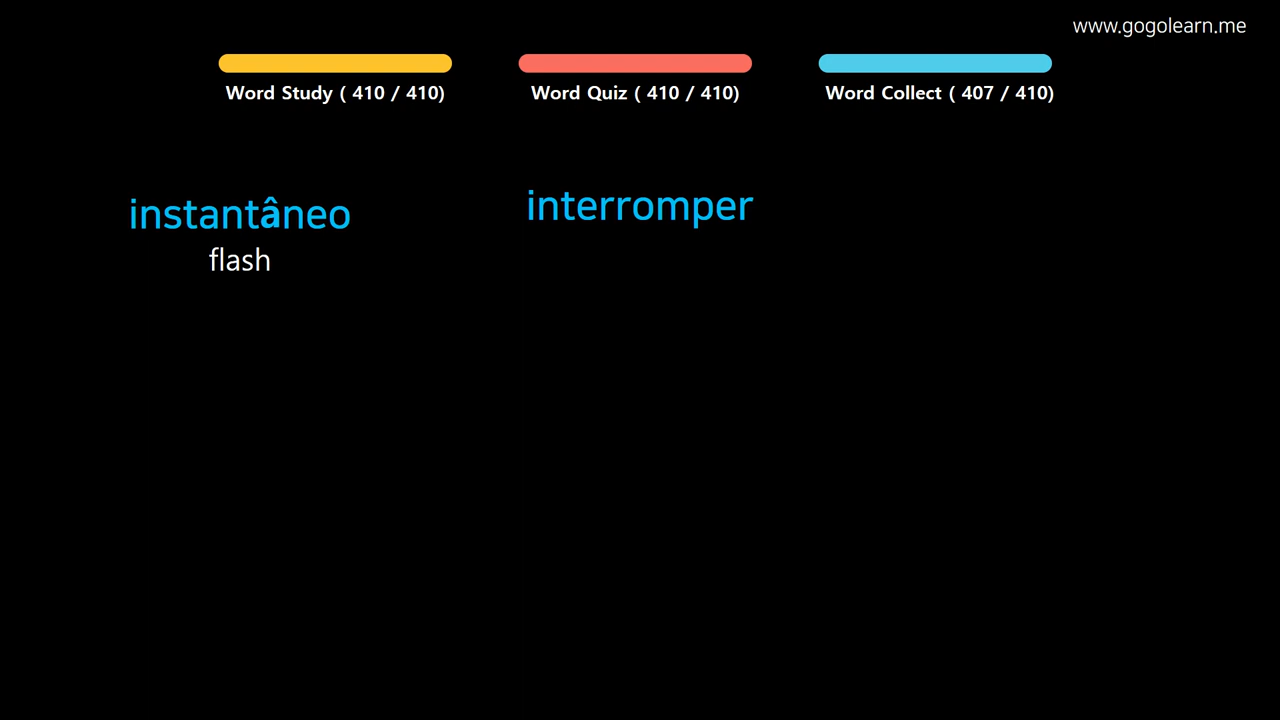 www.gogolearn.me
Word Study ( 410 / 410)
Word Quiz ( 410 / 410)
Word Collect ( 407 / 410)
instantâneo
flash
interromper